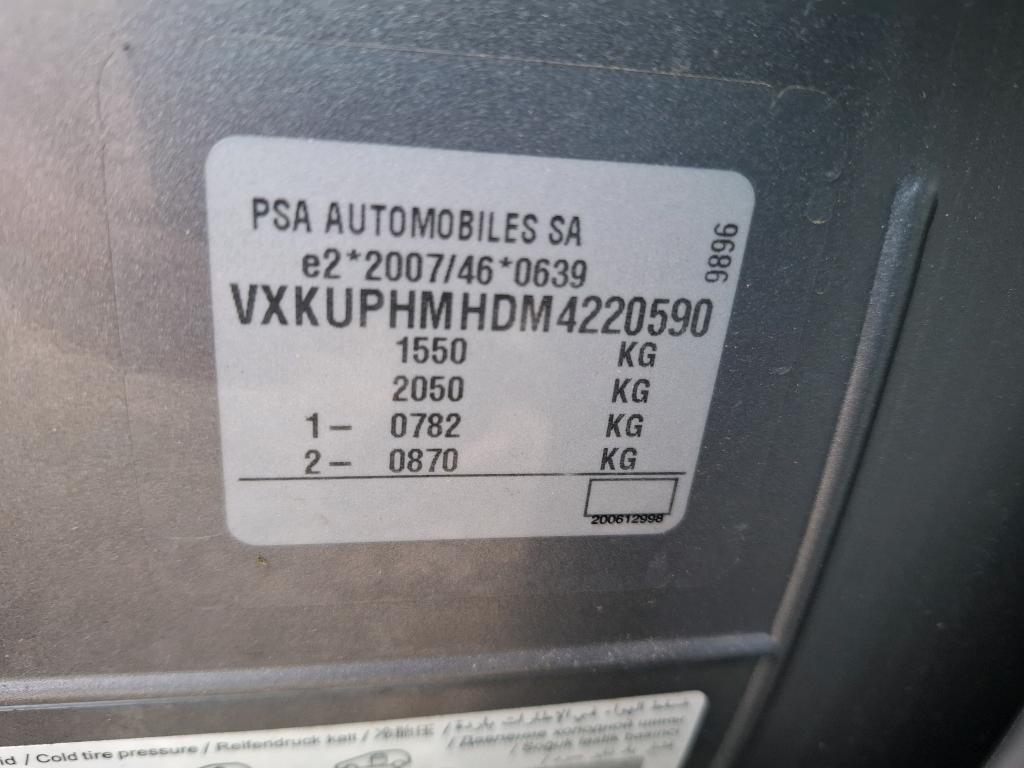 PSA AUTOMOBILES SA
e2*2007/46*0639
9896
VXKUPHMHDM4220590
1550 KG
2050 KG
1- 0782 KG
2- 0870 KG
200612998
/ Cold tire pressure / Reifendruck kalt /